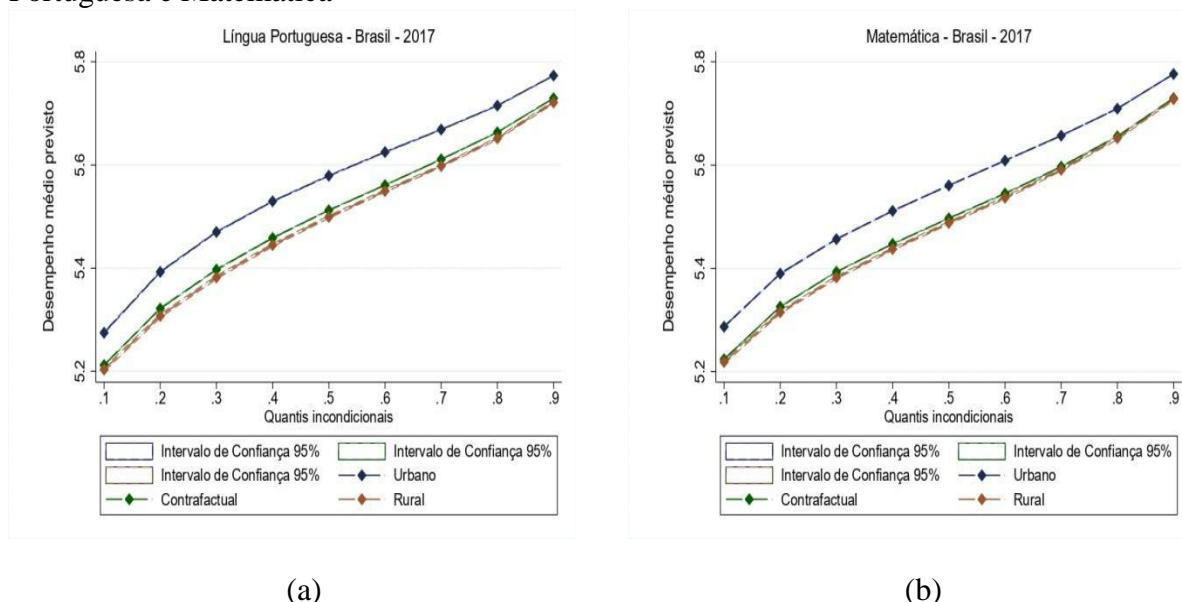 Portuguesa e Matemática
Língua Portuguesa - Brasil - 2017
Desempenho médio previsto
5.8
5.6
5.4
5.2
.1 .2 .3 .4 .5 .6 .7 .8 .9
Quantis incondicionais
Intervalo de Confiança 95% Intervalo de Confiança 95%
Intervalo de Confiança 95% Urbano
Contrafactual Rural
(a)
Matemática - Brasil - 2017
Desempenho médio previsto
5.8
5.6
5.4
5.2
.1 .2 .3 .4 .5 .6 .7 .8 .9
Quantis incondicionais
Intervalo de Confiança 95% Intervalo de Confiança 95%
Intervalo de Confiança 95% Urbano
Contrafactual Rural
(b)